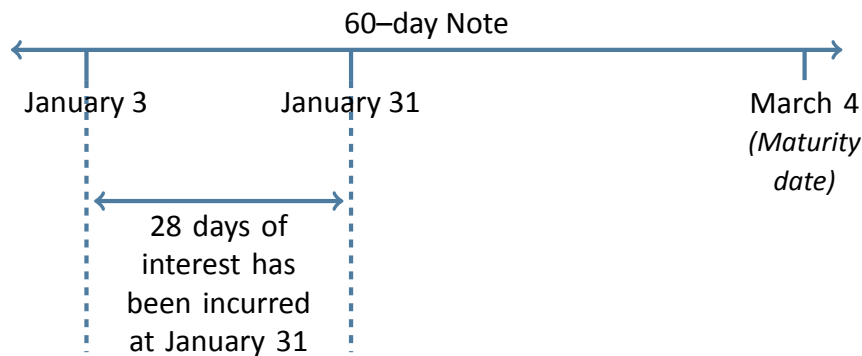 60–day Note
January 3
January 31
March 4
(Maturity
date)
28 days of
interest has
been incurred
at January 31